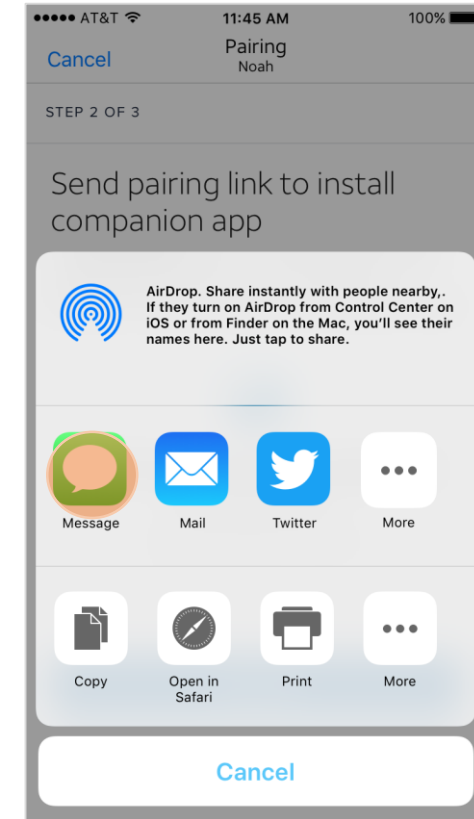 AT&T 11:45 AM 100%
Cancel Pairing
Noah
STEP 2 OF 3
Send pairing link to install
companion app
AirDrop. Share instantly with people nearby,.
If they turn on AirDrop from Control Center on
iOS or from Finder on the Mac, you’ll see their
names here. Just tap to share.
Message Mail Twitter More
Copy Open in Print More
Safari
Cancel